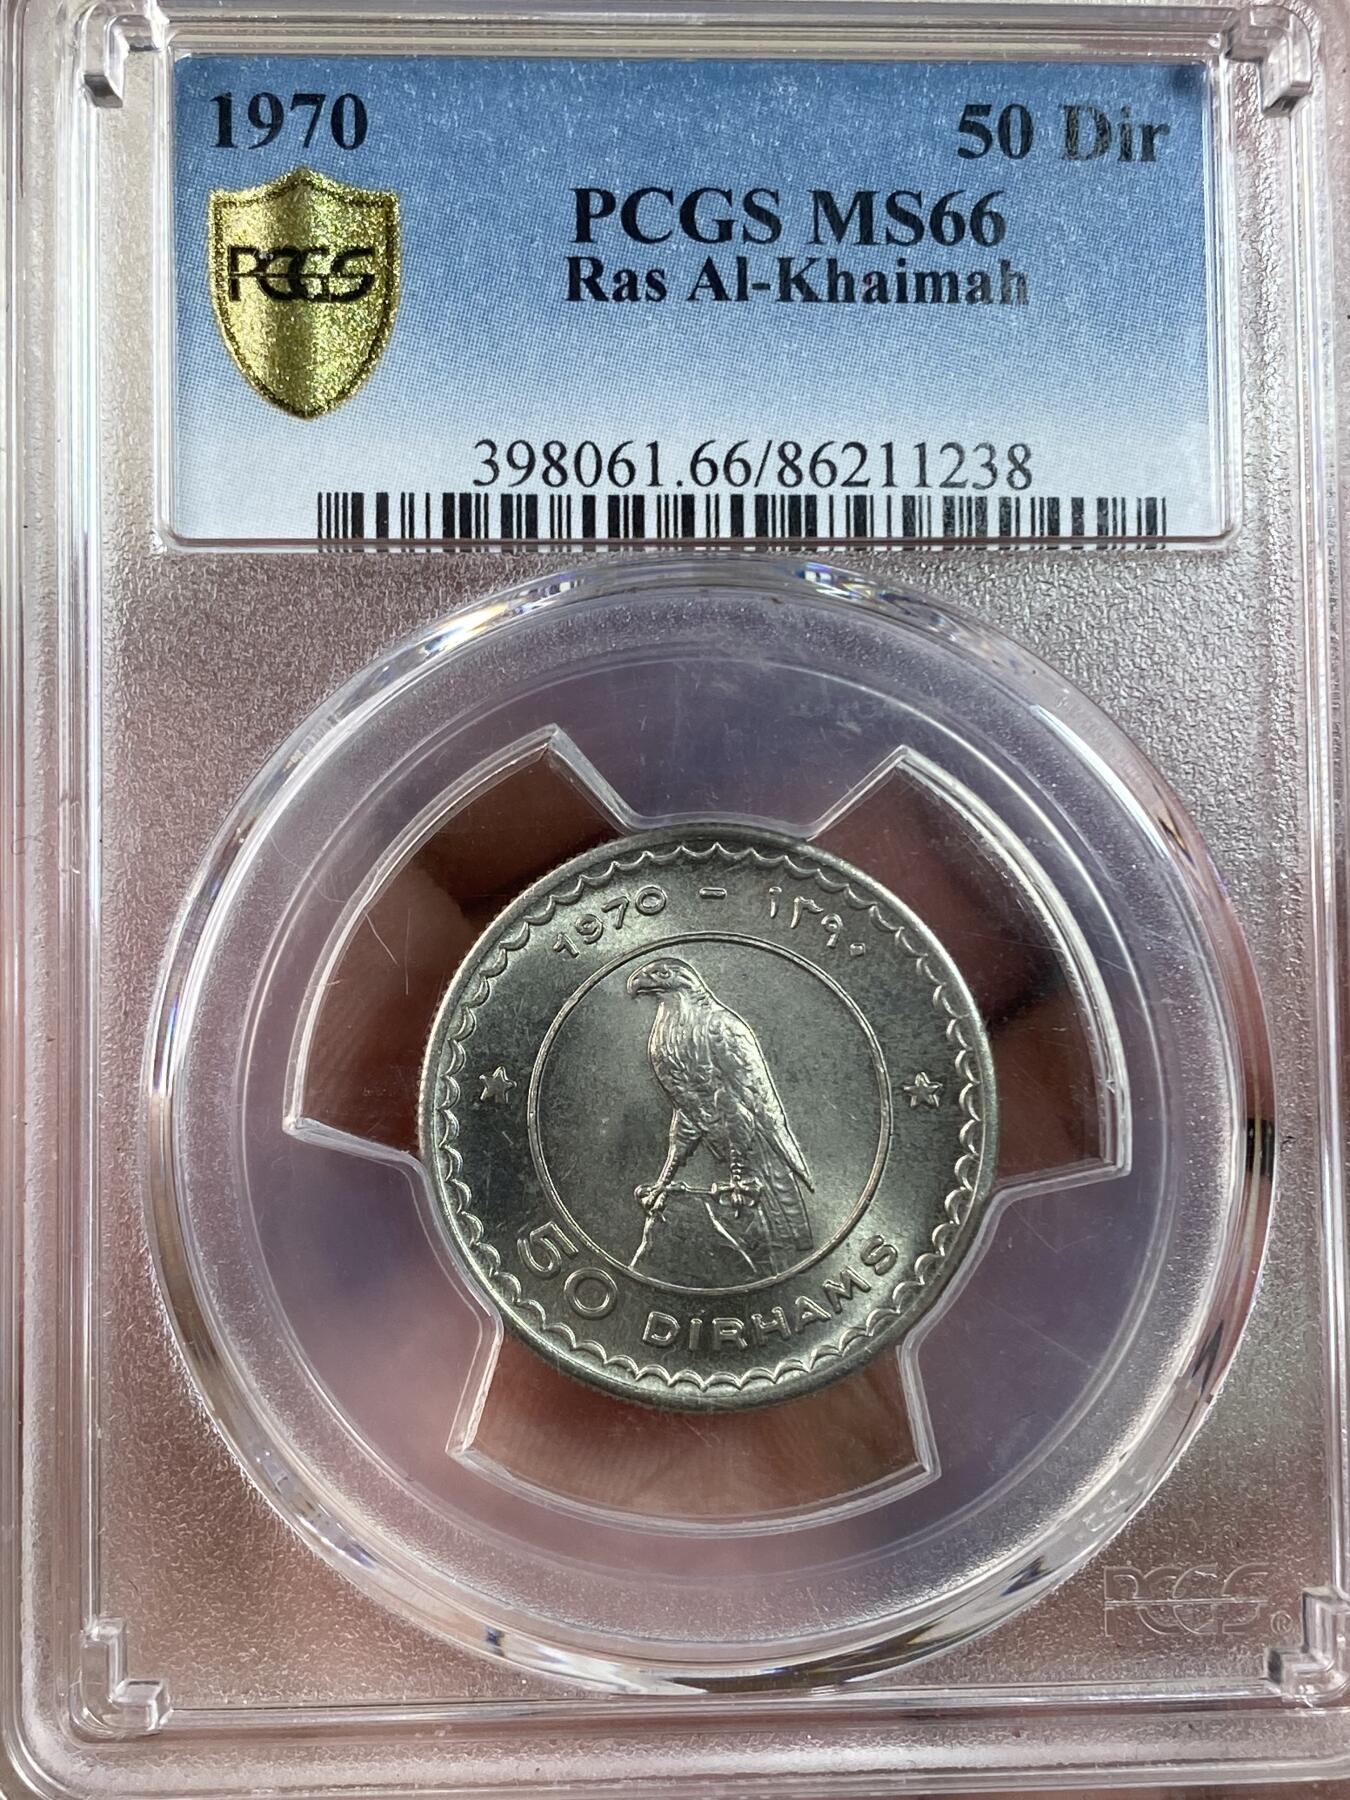 1970 50 Dir
PCGS MS66
Ras Al-Khaimah
PCGS
398061.66/86211238
1970 - ١٣٩٠
50 DIRHAMS
PCGS®